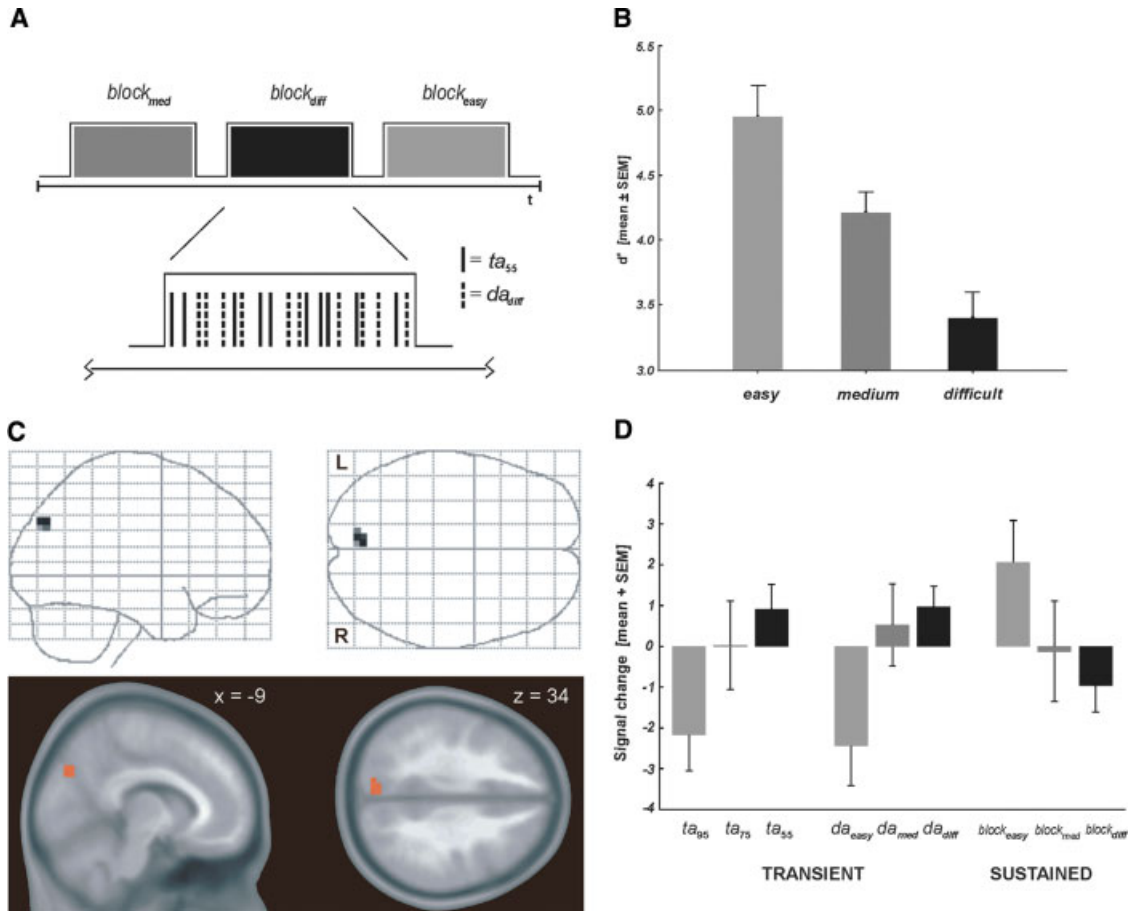 A
block_med block_diff block_easy
t
= ta_55
= da_diff
B
5.5
5.0
4.5
4.0
3.5
3.0
d' [mean ± SEM]
easy medium difficult
C
L
R
x = -9
z = 34
D
4
3
2
1
0
-1
-2
-3
-4
Signal change [mean + SEM]
ta_95 ta_75 ta_55 da_easy da_med da_diff block_easy block_med block_diff
TRANSIENT SUSTAINED